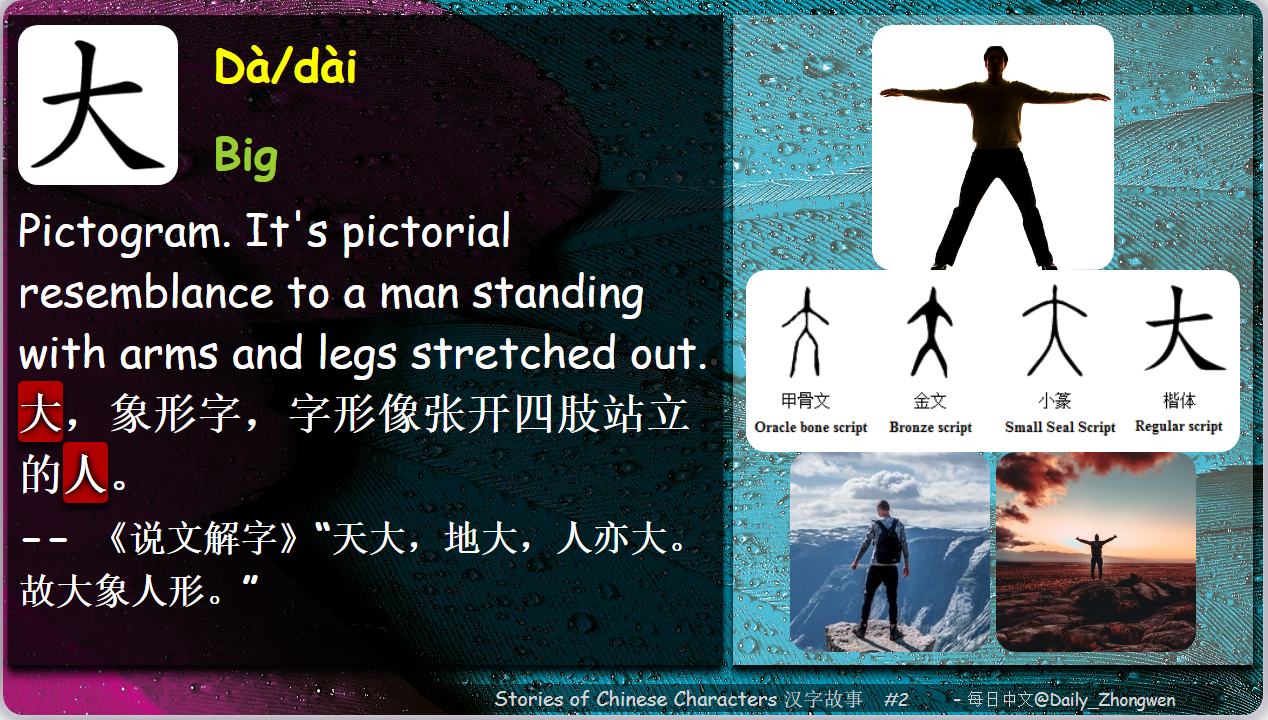 大
Dà/dài
Big
Pictogram. It's pictorial
resemblance to a man standing
with arms and legs stretched out.
大，象形字，字形像张开四肢站立
的人。
-- 《说文解字》“天大，地大，人亦大。
故大象人形。”
大
甲骨文 金文 小篆 楷体
Oracle bone script Bronze script Small Seal Script Regular script
Stories of Chinese Characters 汉字故事 #2 - 每日中文@Daily_Zhongwen